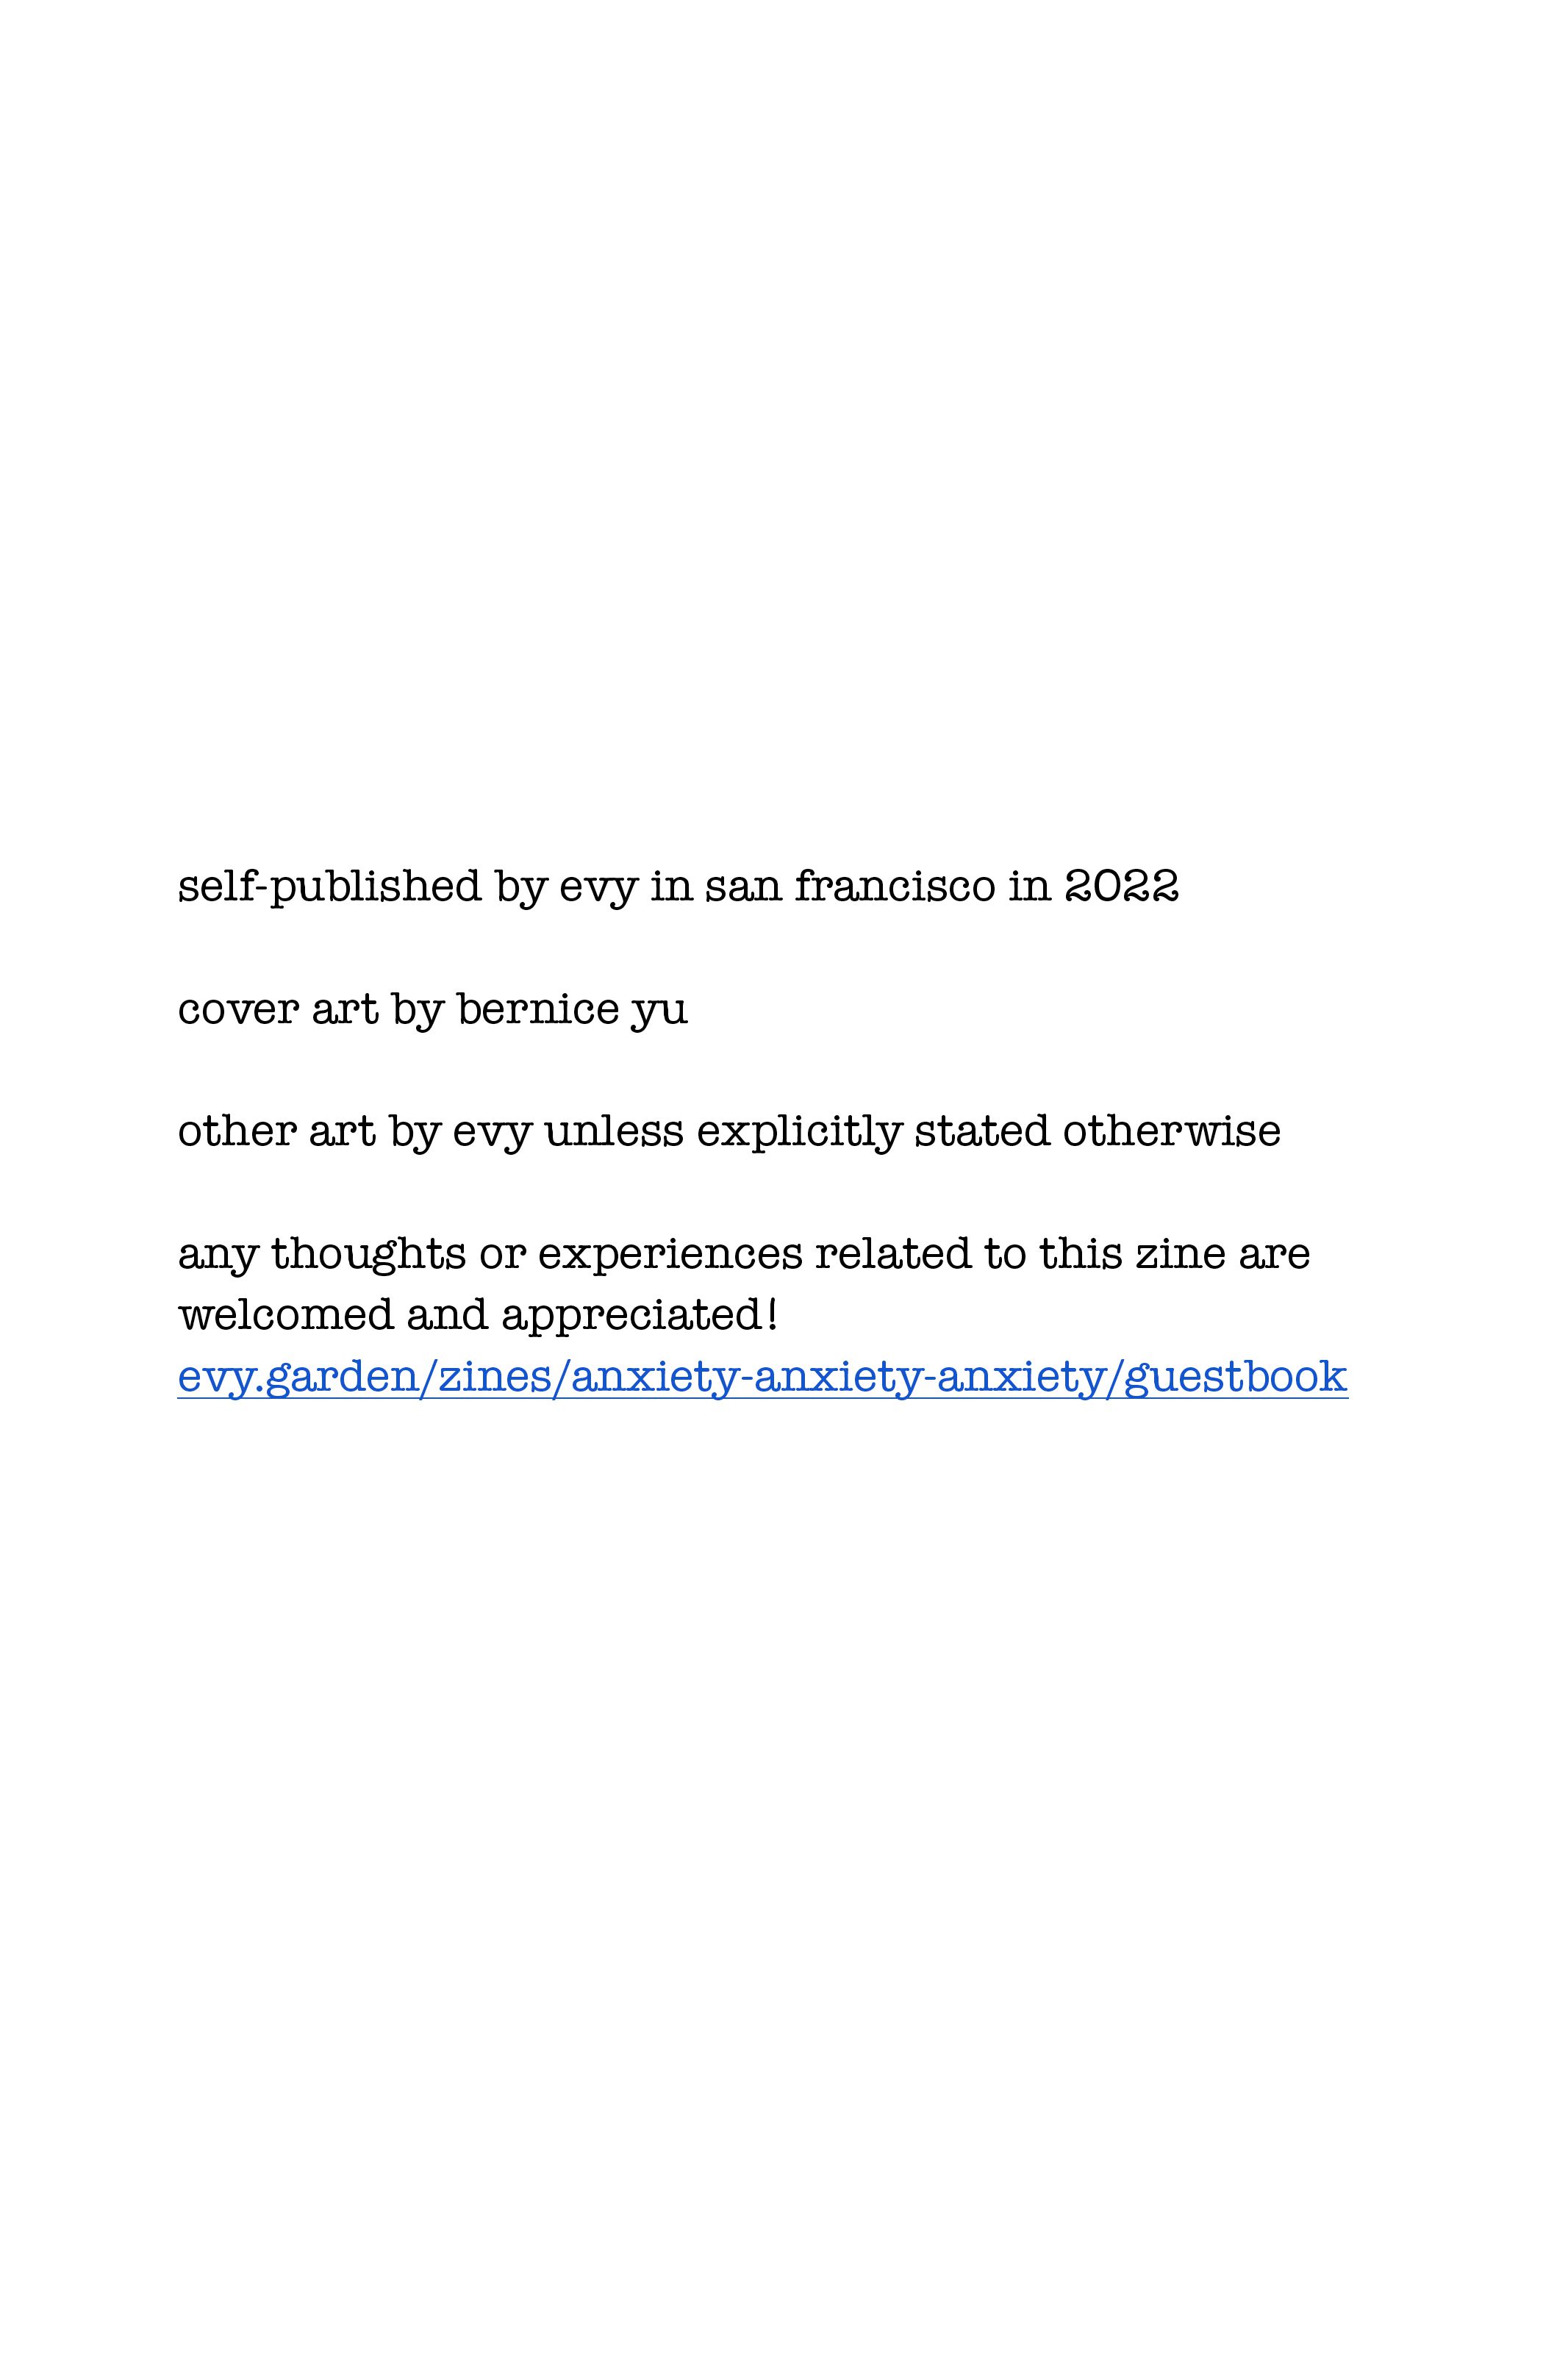 self-published by evy in san francisco in 2022
cover art by bernice yu
other art by evy unless explicitly stated otherwise
any thoughts or experiences related to this zine are
welcomed and appreciated!
evy.garden/zines/anxiety-anxiety-anxiety/guestbook